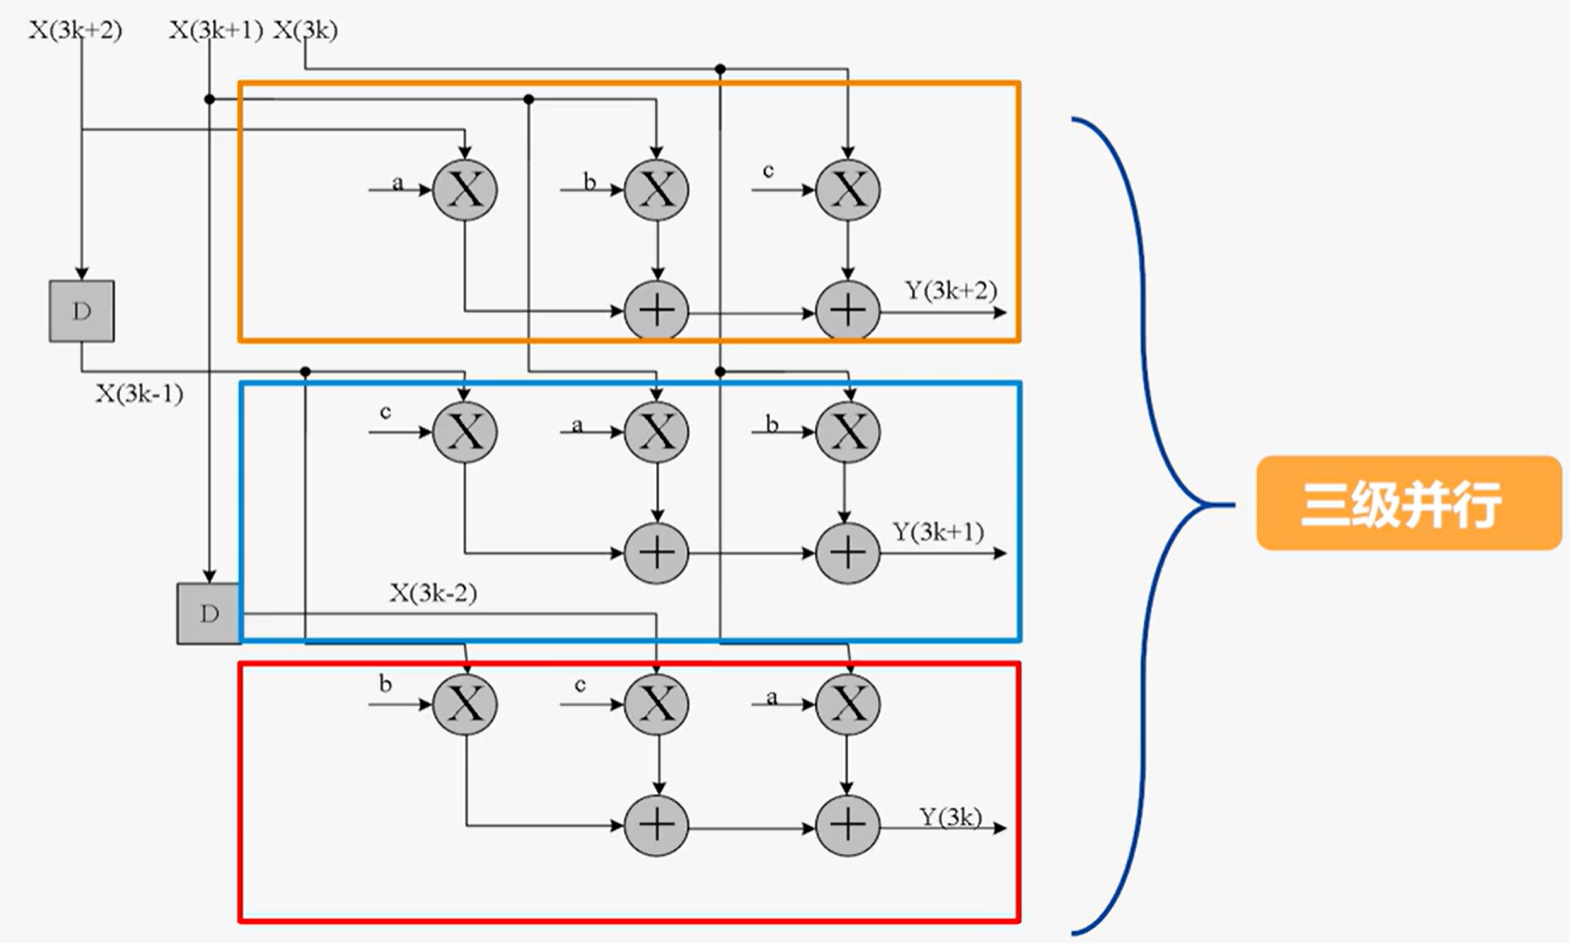 X(3k+2) X(3k+1) X(3k)
a X b X c X
+ + Y(3k+2)
D
X(3k-1)
c X a X b X
+ + Y(3k+1)
三级并行
D X(3k-2)
b X c X a X
+ + Y(3k)